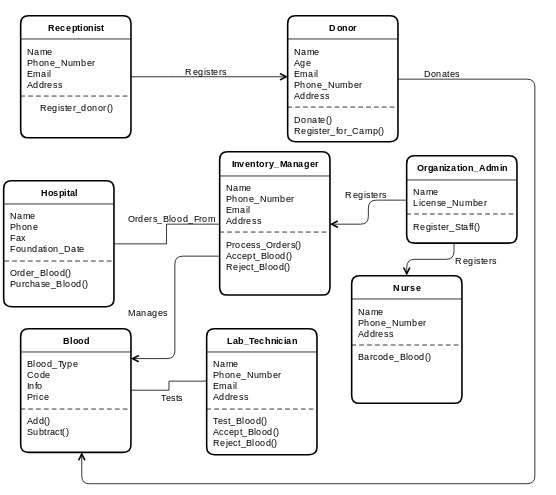 Receptionist
Name
Phone_Number
Email
Address
Register_donor()
Registers
Donor
Name
Age
Email
Phone_Number
Address
Donate()
Register_for_Camp()
Donates
Hospital
Name
Phone
Fax
Foundation_Date
Order_Blood()
Purchase_Blood()
Orders_Blood_From
Inventory_Manager
Name
Phone_Number
Email
Address
Process_Orders()
Accept_Blood()
Reject_Blood()
Registers
Organization_Admin
Name
License_Number
Register_Staff()
Registers
Nurse
Name
Phone_Number
Address
Barcode_Blood()
Manages
Blood
Blood_Type
Code
Info
Price
Add()
Subtract()
Tests
Lab_Technician
Name
Phone_Number
Email
Address
Test_Blood()
Accept_Blood()
Reject_Blood()